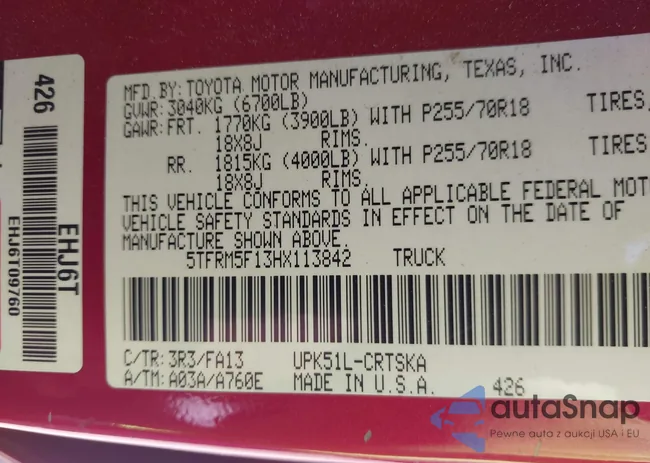 MFD.BY: TOYOTA MOTOR MANUFACTURING, TEXAS, INC.
GVWR: 3040KG (6700LB)
GAWR: FRT. 1770KG (3900LB) WITH P255/70R18 TIRES,
18X8J RIMS.
RR. 1815KG (4000LB) WITH P255/70R18 TIRES
18X8J RIMS.
THIS VEHICLE CONFORMS TO ALL APPLICABLE FEDERAL MOT
VEHICLE SAFETY STANDARDS IN EFFECT ON THE DATE OF
MANUFACTURE SHOWN ABOVE.
5TFRM5F13HX113842 TRUCK
C/TR: 3R3/FA13 UPK51L-CRTSKA
A/TM: A03A/A760E MADE IN U.S.A. 426
426
EHJ6T
EHJ6T09760
autaSnap
Pewne auta z aukcji USA i EU